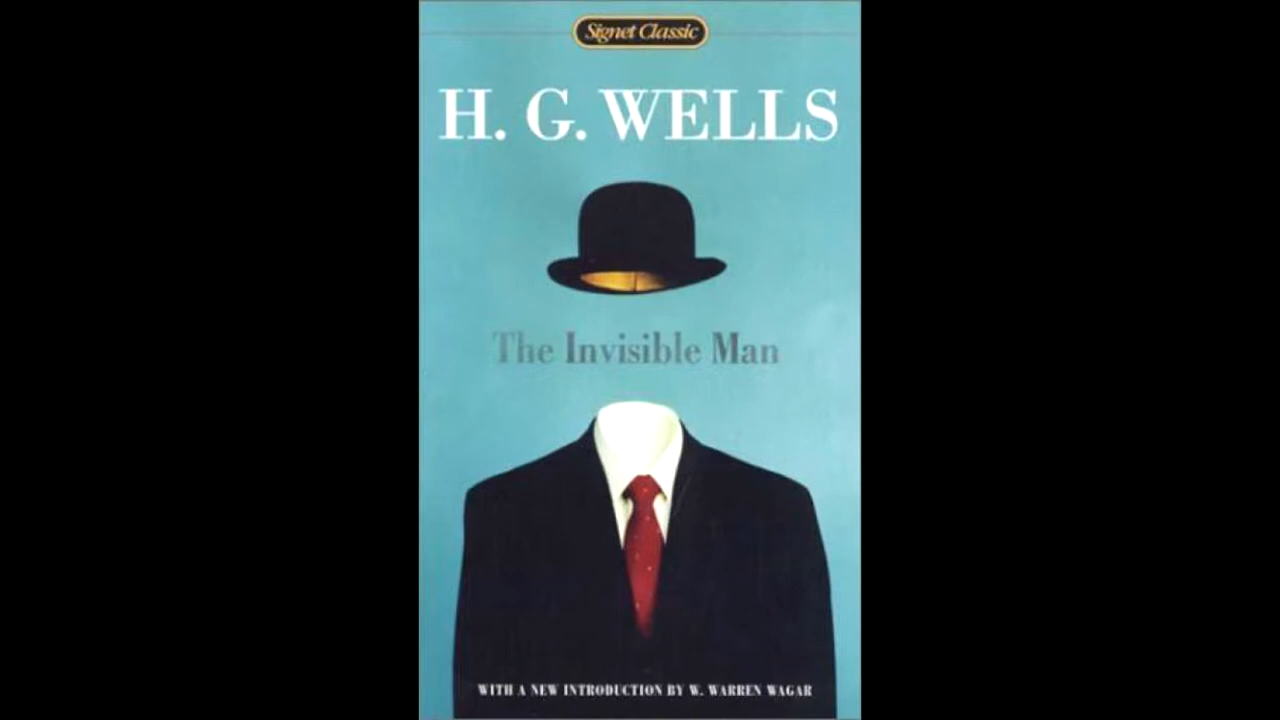 Signet Classic
H. G. WELLS
The Invisible Man
WITH A NEW INTRODUCTION BY W. WARREN WAGAR